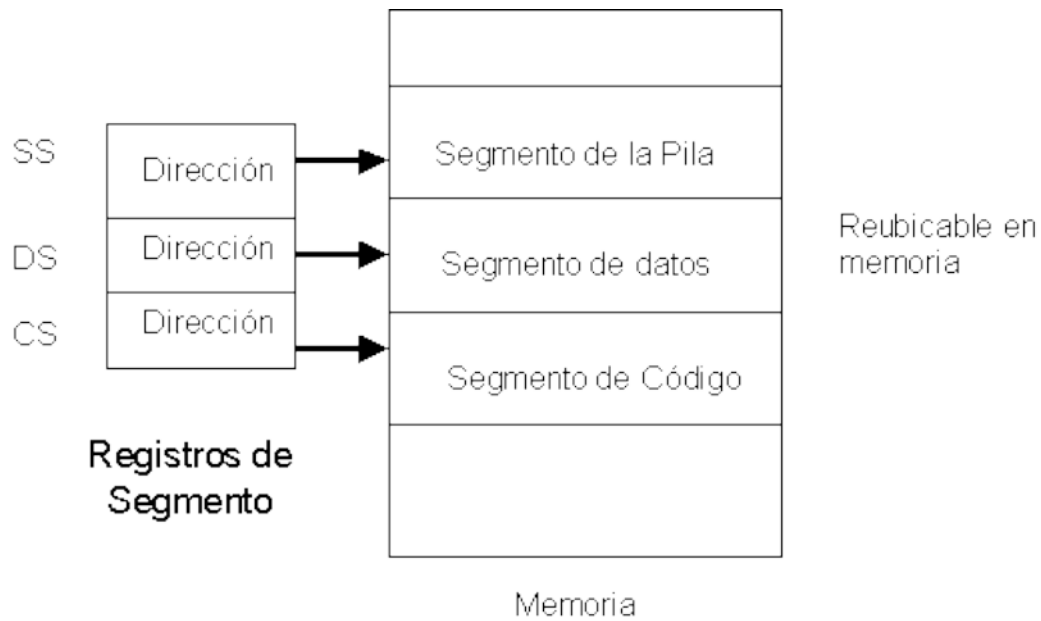 SS
Dirección
Segmento de la Pila
DS
Dirección
Segmento de datos
Reubicable en
memoria
CS
Dirección
Segmento de Código
Registros de
Segmento
Memoria